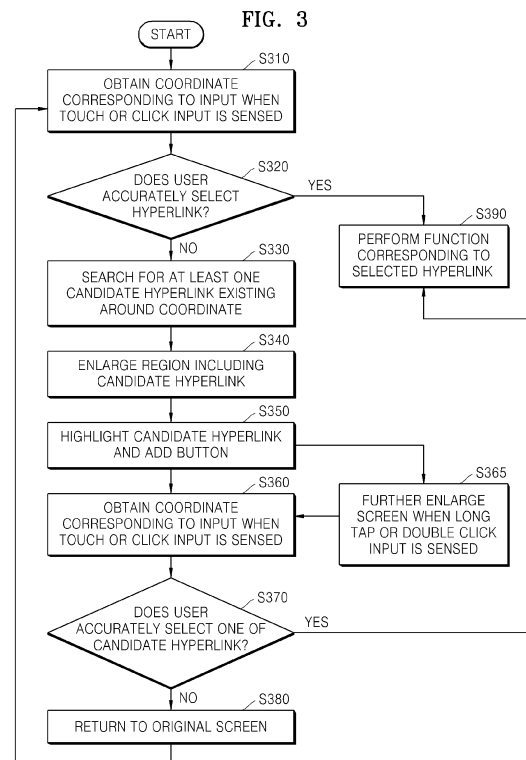 FIG. 3
START
S310
OBTAIN COORDINATE
CORRESPONDING TO INPUT WHEN
TOUCH OR CLICK INPUT IS SENSED
S320
DOES USER
ACCURATELY SELECT
HYPERLINK?
YES
NO
S390
PERFORM FUNCTION
CORRESPONDING TO
SELECTED HYPERLINK
S330
SEARCH FOR AT LEAST ONE
CANDIDATE HYPERLINK EXISTING
AROUND COORDINATE
S340
ENLARGE REGION INCLUDING
CANDIDATE HYPERLINK
S350
HIGHLIGHT CANDIDATE HYPERLINK
AND ADD BUTTON
S365
FURTHER ENLARGE
SCREEN WHEN LONG
TAP OR DOUBLE CLICK
INPUT IS SENSED
S360
OBTAIN COORDINATE
CORRESPONDING TO INPUT WHEN
TOUCH OR CLICK INPUT IS SENSED
S370
DOES USER
ACCURATELY SELECT ONE OF
CANDIDATE HYPERLINK?
YES
NO
S380
RETURN TO ORIGINAL SCREEN